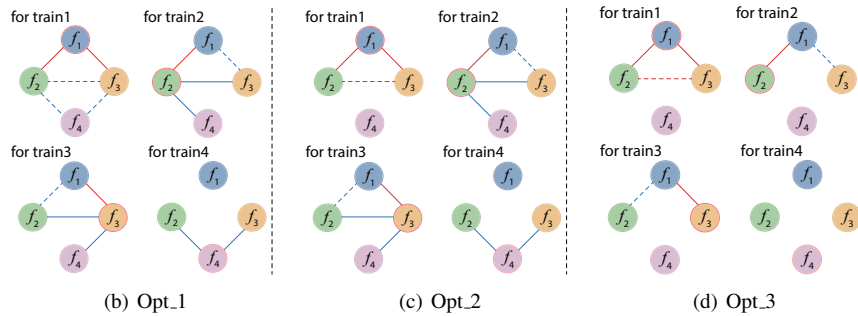 for train1 for train2 for train1 for train2 for train1 for train2
f1 f1 f1 f1 f1 f1
f2 f3 f2 f3 f2 f3 f2 f3 f2 f3 f2 f3
f4 f4 f4 f4 f4 f4
for train3 for train4 for train3 for train4 for train3 for train4
f1 f1 f1 f1 f1 f1
f2 f3 f2 f3 f2 f3 f2 f3 f2 f3 f2 f3
f4 f4 f4 f4 f4 f4
(b) Opt_1 (c) Opt_2 (d) Opt_3